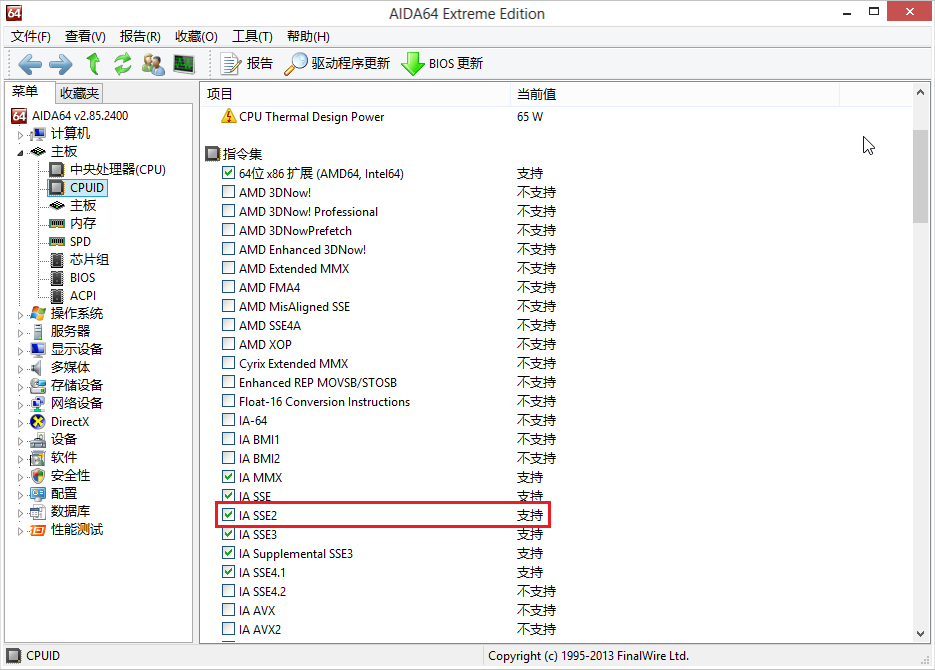 64 AIDA64 Extreme Edition
文件(F) 查看(V) 报告(R) 收藏(O) 工具(T) 帮助(H)
报告 驱动程序更新 BIOS 更新
菜单 收藏夹
64 AIDA64 v2.85.2400
计算机
主板
中央处理器(CPU)
CPUID
主板
内存
SPD
芯片组
BIOS
ACPI
操作系统
服务器
显示设备
多媒体
存储设备
网络设备
DirectX
设备
软件
安全性
配置
数据库
性能测试
项目 当前值
CPU Thermal Design Power 65 W
指令集
64位 x86 扩展 (AMD64, Intel64) 支持
AMD 3DNow! 不支持
AMD 3DNow! Professional 不支持
AMD 3DNowPrefetch 不支持
AMD Enhanced 3DNow! 不支持
AMD Extended MMX 不支持
AMD FMA4 不支持
AMD MisAligned SSE 不支持
AMD SSE4A 不支持
AMD XOP 不支持
Cyrix Extended MMX 不支持
Enhanced REP MOVSB/STOSB 不支持
Float-16 Conversion Instructions 不支持
IA-64 不支持
IA BMI1 不支持
IA BMI2 不支持
IA MMX 支持
IA SSE 支持
IA SSE2 支持
IA SSE3 支持
IA Supplemental SSE3 支持
IA SSE4.1 支持
IA SSE4.2 不支持
IA AVX 不支持
IA AVX2 不支持
CPUID Copyright (c) 1995-2013 FinalWire Ltd.